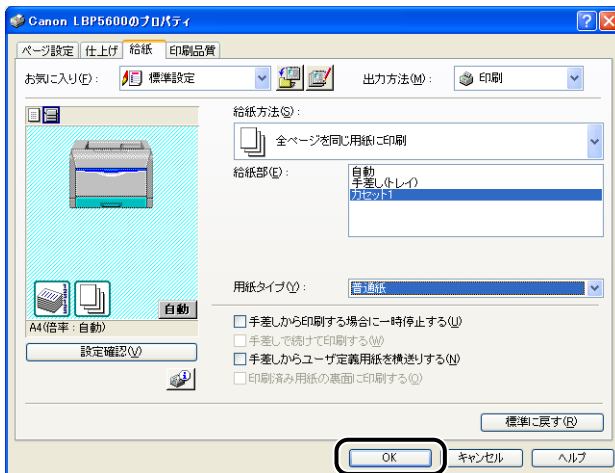 Canon LBP5600のプロパティ
ページ設定 仕上げ 給紙 印刷品質
お気に入り(F): 標準設定 出力方法(M): 印刷
給紙方法(S):
全ページを同じ用紙に印刷
給紙部(E): 自動
手差し(トレイ)
カセット1
自動
用紙タイプ(Y): 普通紙
A4(倍率:自動)
手差しから印刷する場合に一時停止する(U)
手差しで続けて印刷する(W)
手差しからユーザ定義用紙を横送りする(N)
印刷済み用紙の裏面に印刷する(Q)
設定確認(V)
標準に戻す(R)
OK キャンセル ヘルプ